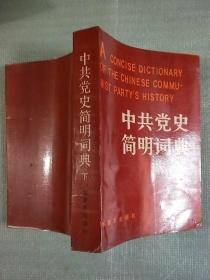 A CONCISE DICTIONARY
OF THE CHINESE COMMU-
NIST PARTY'S HISTORY
中共党史
简明词典
中共党史简明词典 下